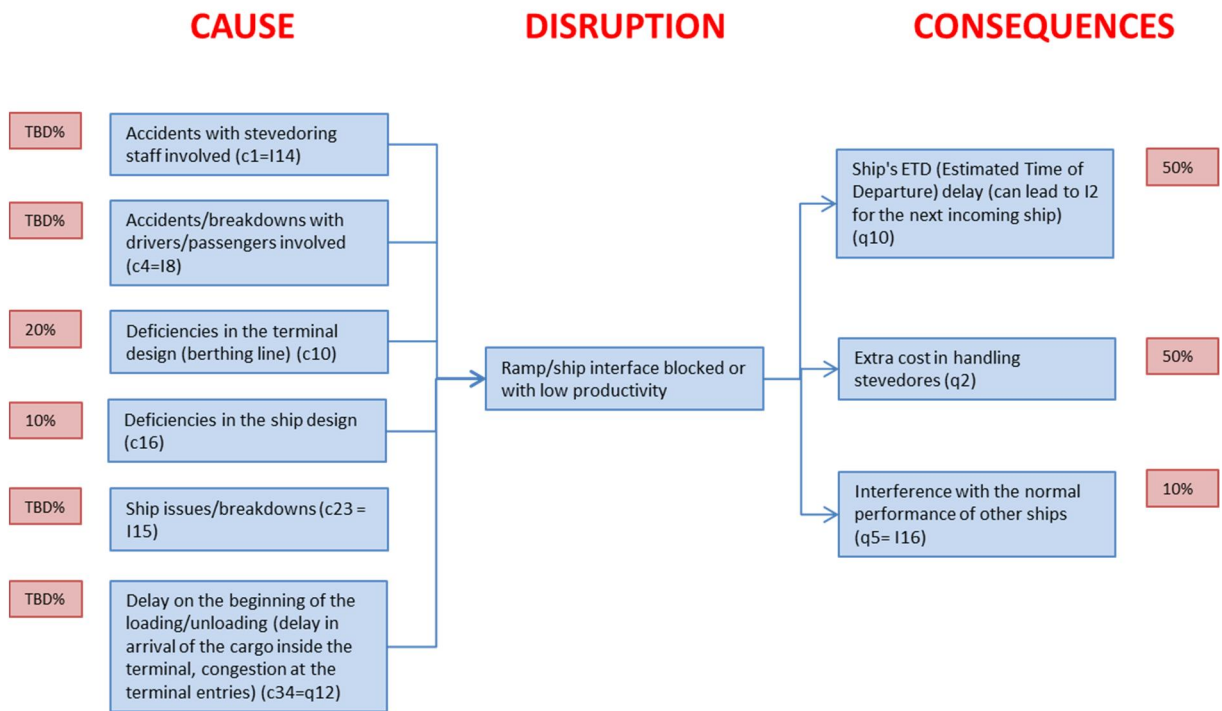 CAUSE
DISRUPTION
CONSEQUENCES
TBD%
Accidents with stevedoring
staff involved (c1=I14)
TBD%
Accidents/breakdowns with
drivers/passengers involved
(c4=I8)
20%
Deficiencies in the terminal
design (berthing line) (c10)
10%
Deficiencies in the ship design
(c16)
TBD%
Ship issues/breakdowns (c23 =
I15)
TBD%
Delay on the beginning of the
loading/unloading (delay in
arrival of the cargo inside the
terminal, congestion at the
terminal entries) (c34=q12)
Ramp/ship interface blocked or
with low productivity
Ship's ETD (Estimated Time of
Departure) delay (can lead to I2
for the next incoming ship)
(q10)
50%
Extra cost in handling
stevedores (q2)
50%
Interference with the normal
performance of other ships
(q5= I16)
10%